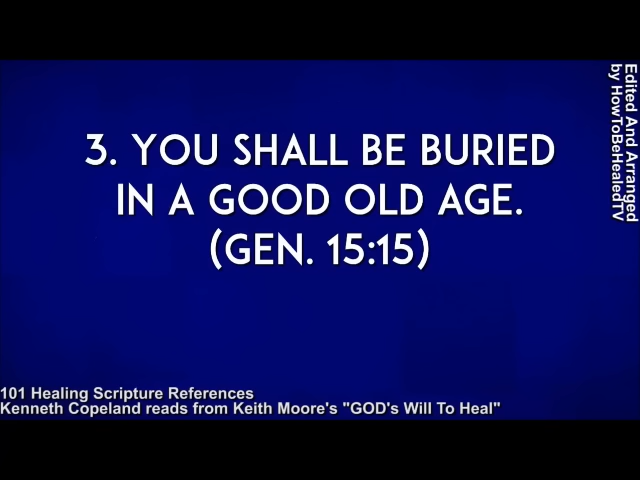 3. YOU SHALL BE BURIED
IN A GOOD OLD AGE.
(GEN. 15:15)
Edited And Arranged
by HowToBeHealedTV
101 Healing Scripture References
Kenneth Copeland reads from Keith Moore's "GOD's Will To Heal"